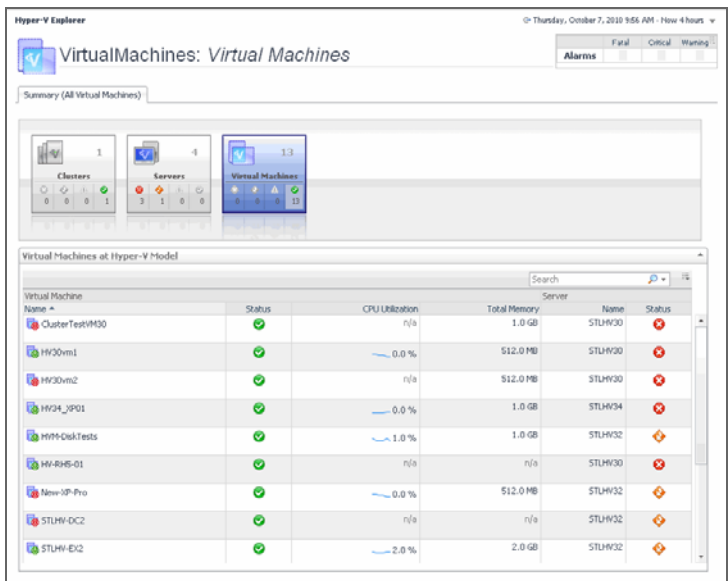 Hyper-V Explorer
Thursday, October 7, 2010 9:56 AM - Now 4 hours
VirtualMachines: Virtual Machines
Fatal Critical Warning
Alarms
Summary (All Virtual Machines)
1 4 13
Clusters Servers Virtual Machines
0 0 0 1 3 1 0 0 0 0 0 13
Virtual Machines at Hyper-V Model
Search
Virtual Machine Server
Name Status CPU Utilization Total Memory Name Status
ClusterTestVM30 n/a 1.0 GB STLHV30
HV30vm1 0.0 % 512.0 MB STLHV30
HV30vm2 n/a 512.0 MB STLHV30
HV34_XP01 0.0 % 1.0 GB STLHV34
HVM-DiskTests 1.0 % 1.0 GB STLHV32
HV-RHS-01 n/a n/a STLHV30
New-XP-Pro 0.0 % 512.0 MB STLHV32
STLHV-DC2 n/a n/a STLHV32
STLHV-EX2 2.0 % 2.0 GB STLHV32